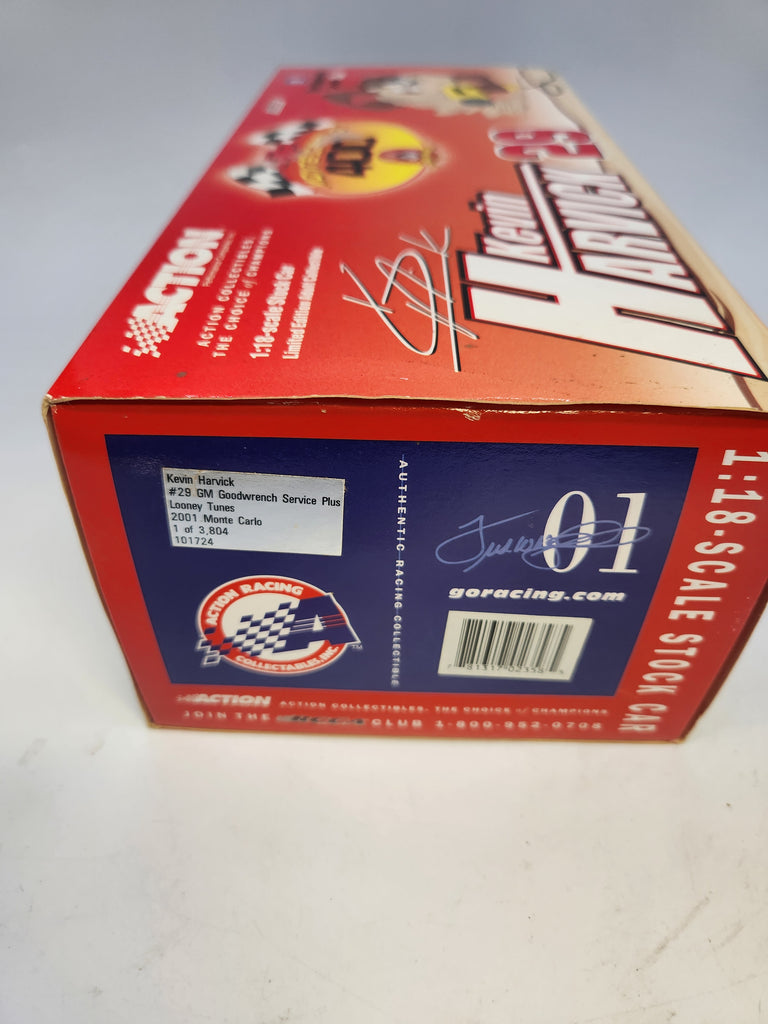 Kevin
HARVICK
29
400
ACTION
ACTION COLLECTIBLES,
THE CHOICE of CHAMPIONS
1:18-scale Stock Car
Kevin Harvick
#29 GM Goodwrench Service Plus
Looney Tunes
2001 Monte Carlo
1 of 3,804
101724
ACTION RACING
COLLECTABLES, INC.
TM
AUTHENTIC RACING COLLECTIBLE
01
goracing.com
1:18-SCALE STOCK CAR
ACTION ACTION COLLECTIBLES, THE CHOICE of CHAMPIONS
JOIN THE RCCA CLUB 1-800-952-0708